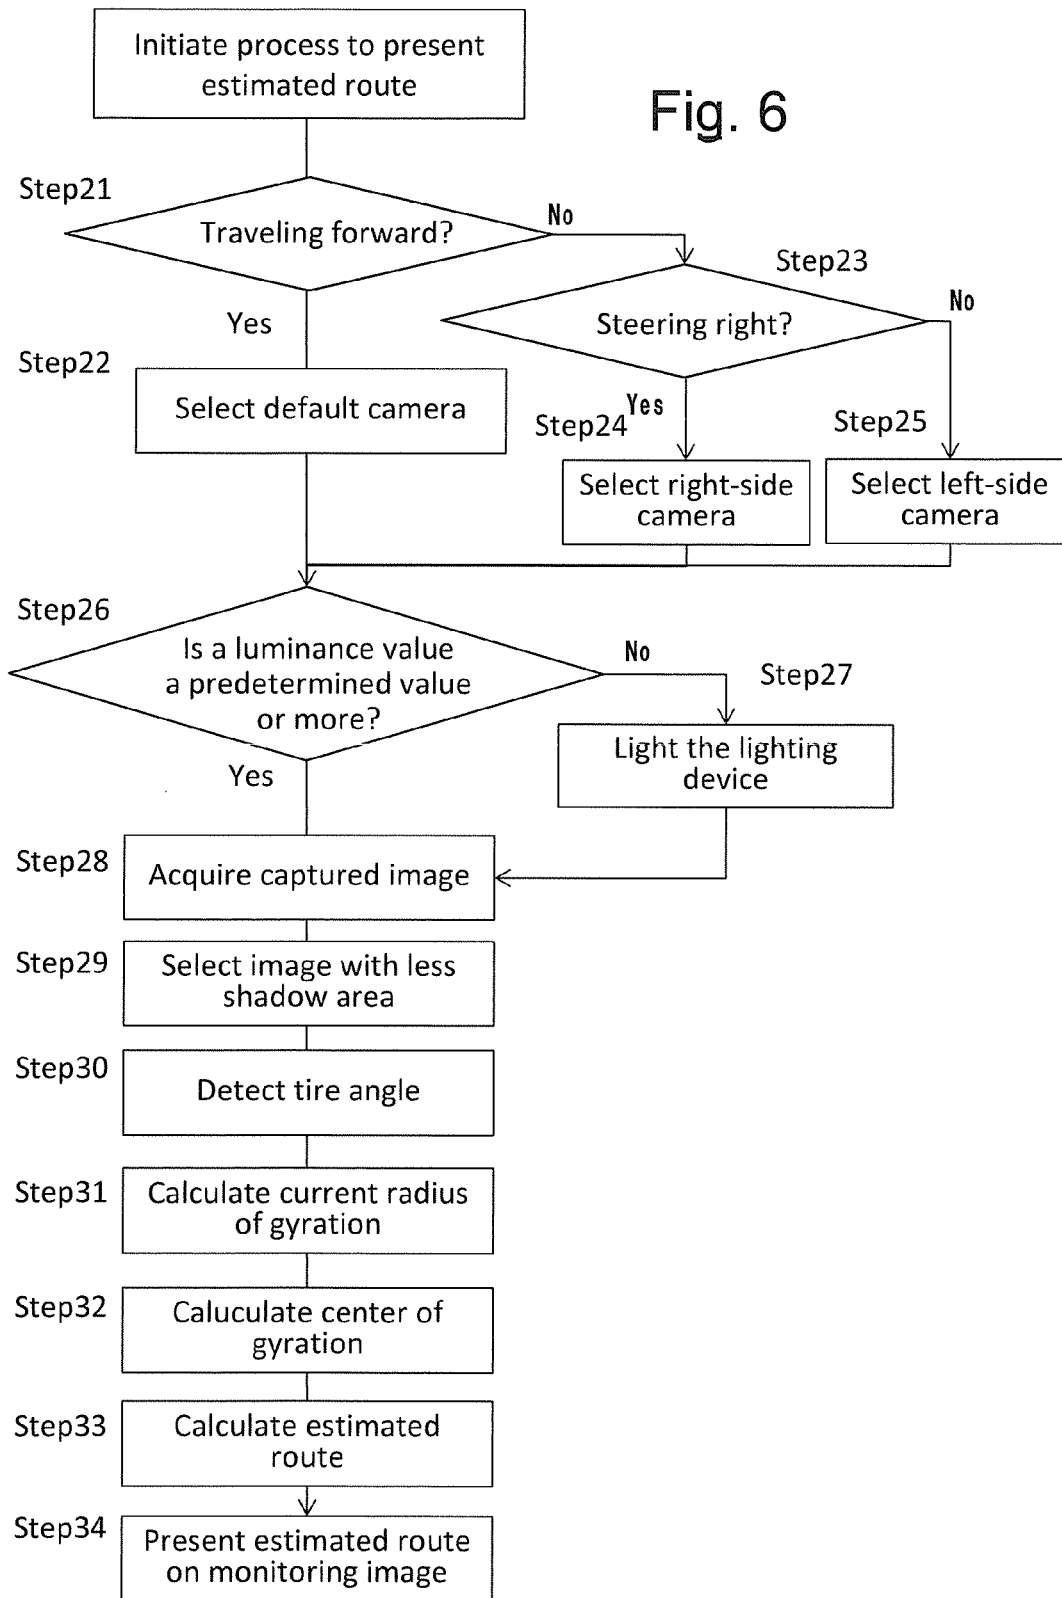 Initiate process to present
estimated route
Fig. 6
Step21
Traveling forward?
No
Step23
Steering right?
No
Yes
Step22
Select default camera
Step24
Yes
Step25
Select right-side
camera
Select left-side
camera
Step26
Is a luminance value
a predetermined value
or more?
No
Step27
Light the lighting
device
Yes
Step28
Acquire captured image
Step29
Select image with less
shadow area
Step30
Detect tire angle
Step31
Calculate current radius
of gyration
Step32
Caluculate center of
gyration
Step33
Calculate estimated
route
Step34
Present estimated route
on monitoring image